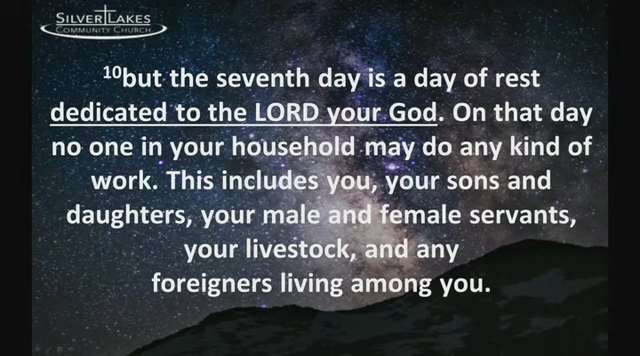 SILVER LAKES
COMMUNITY CHURCH
10but the seventh day is a day of rest
dedicated to the LORD your God. On that day
no one in your household may do any kind of
work. This includes you, your sons and
daughters, your male and female servants,
your livestock, and any
foreigners living among you.